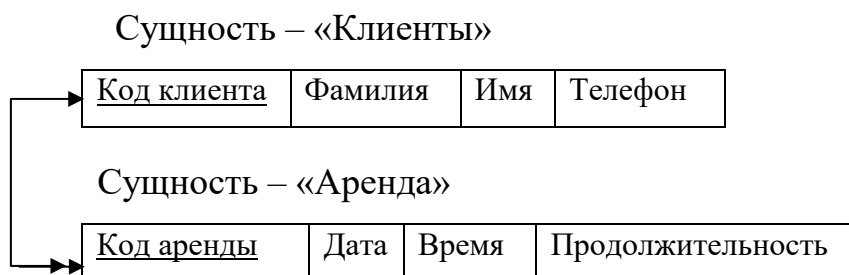 Сущность – «Клиенты»
Код клиента Фамилия Имя Телефон
Сущность – «Аренда»
Код аренды Дата Время Продолжительность